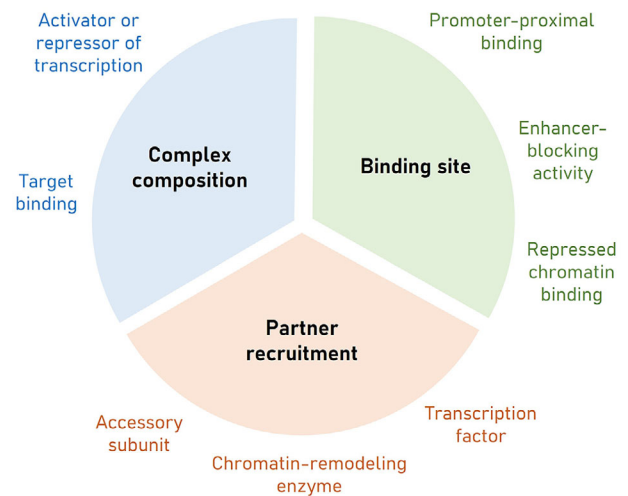 Activator or
repressor of
transcription
Target
binding
Complex
composition
Promoter-proximal
binding
Enhancer-
blocking
activity
Repressed
chromatin
binding
Binding site
Partner
recruitment
Accessory
subunit
Chromatin-remodeling
enzyme
Transcription
factor